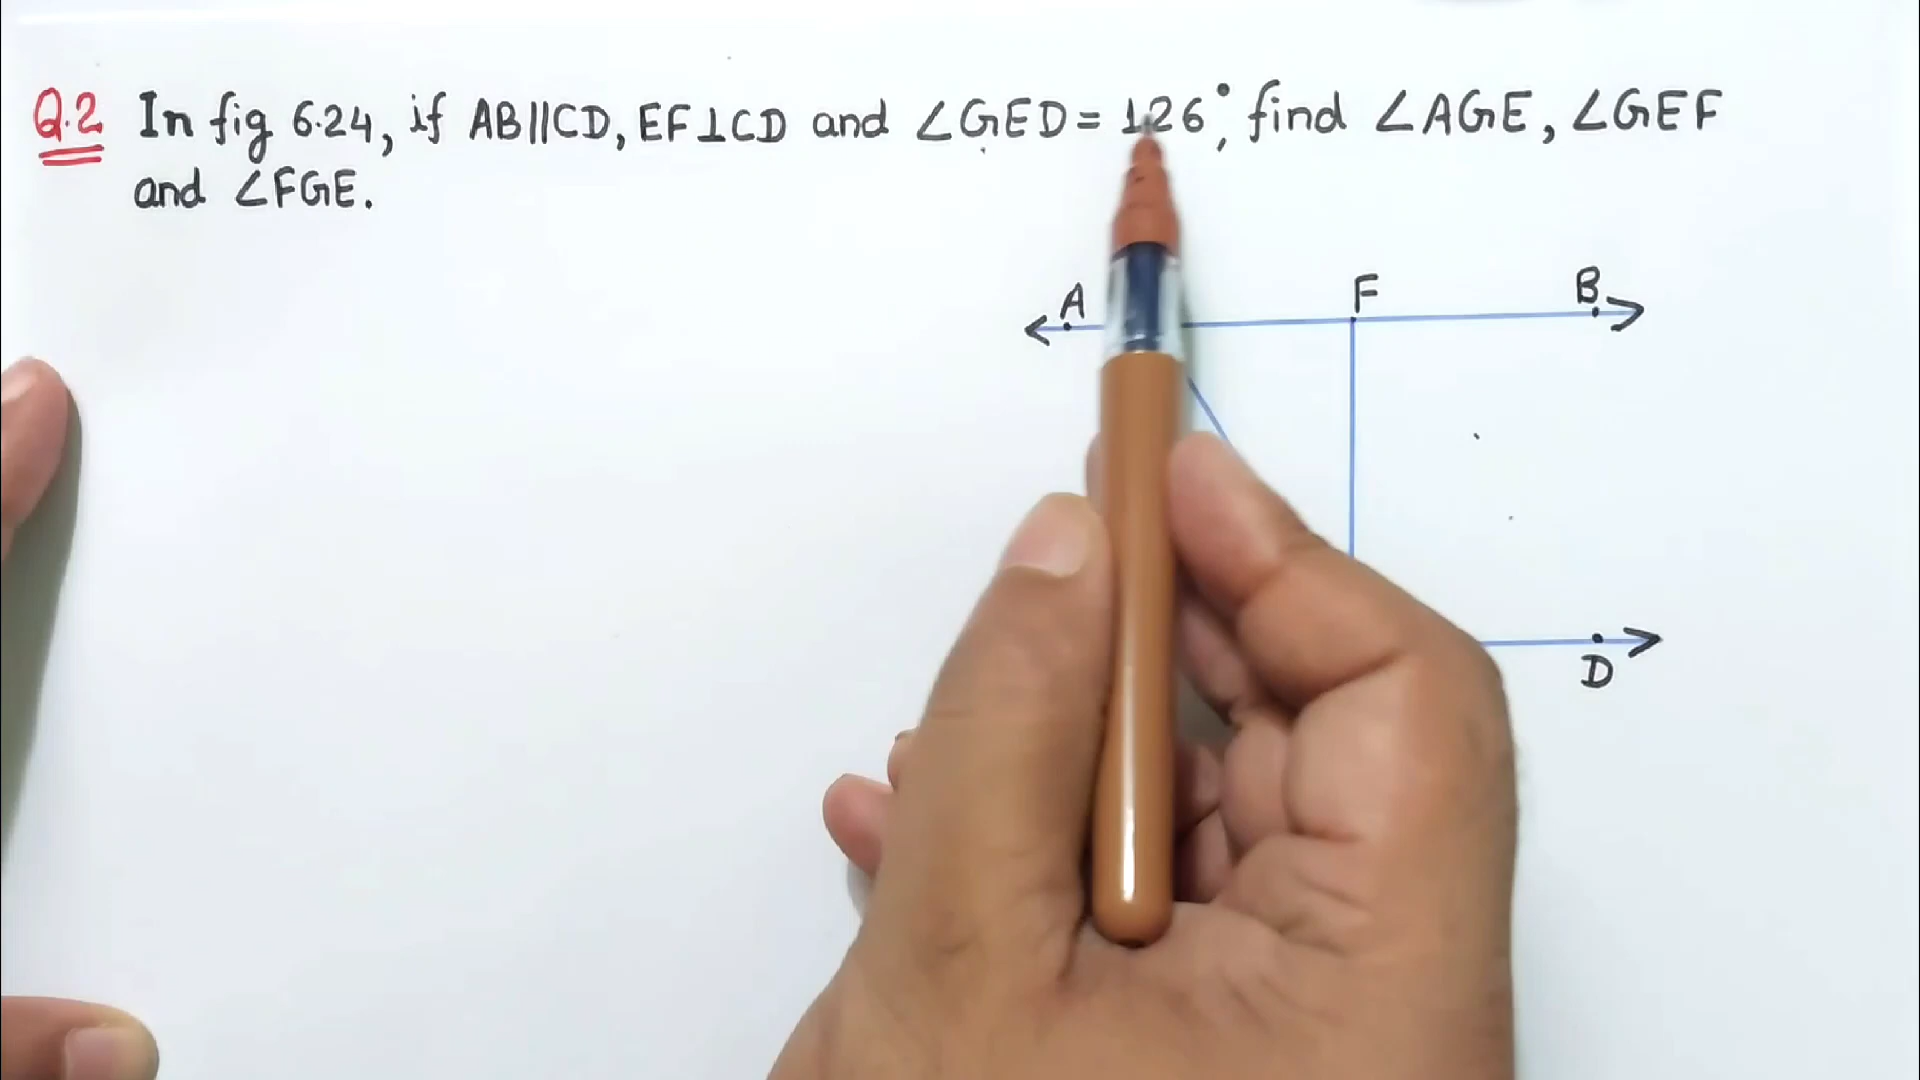 Q.2 In fig 6.24, if AB||CD, EF⊥CD and ∠GED = 126°, find ∠AGE, ∠GEF
and ∠FGE.
A F B
D